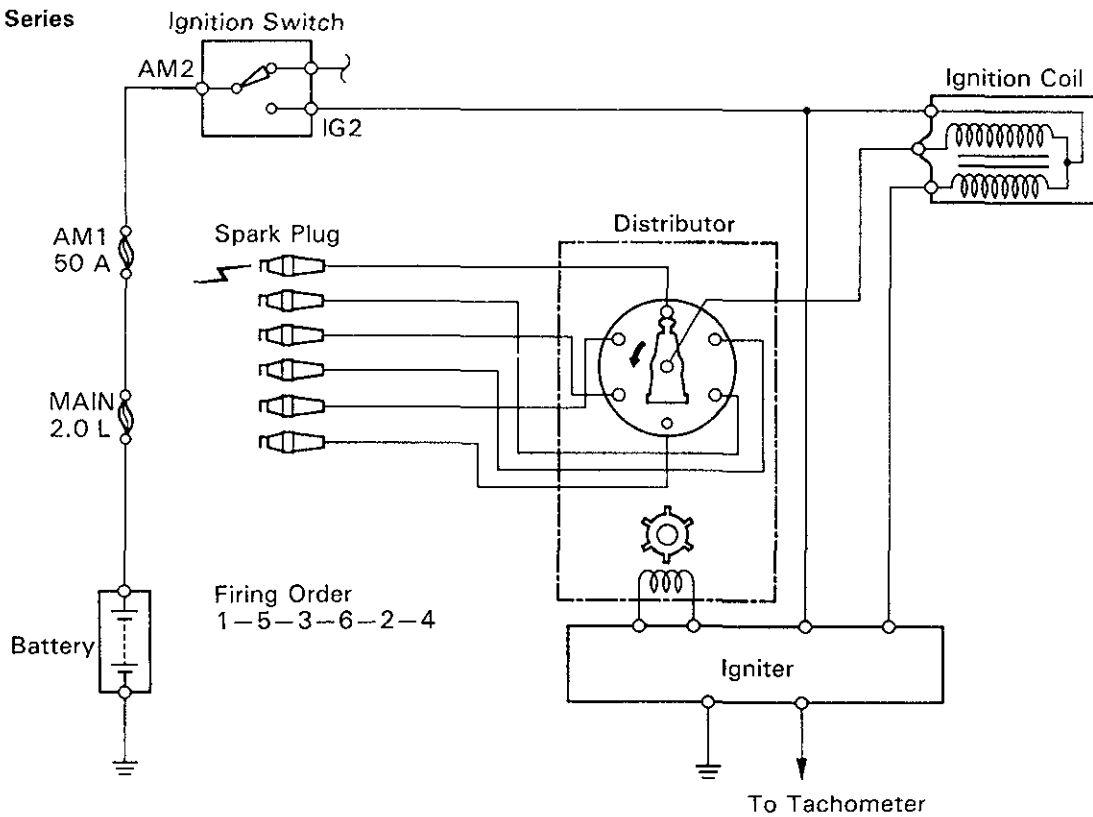 Series
Ignition Switch
AM2
IG2
Ignition Coil
AM1
50 A
Spark Plug
Distributor
MAIN
2.0 L
Firing Order
1–5–3–6–2–4
Battery
Igniter
To Tachometer